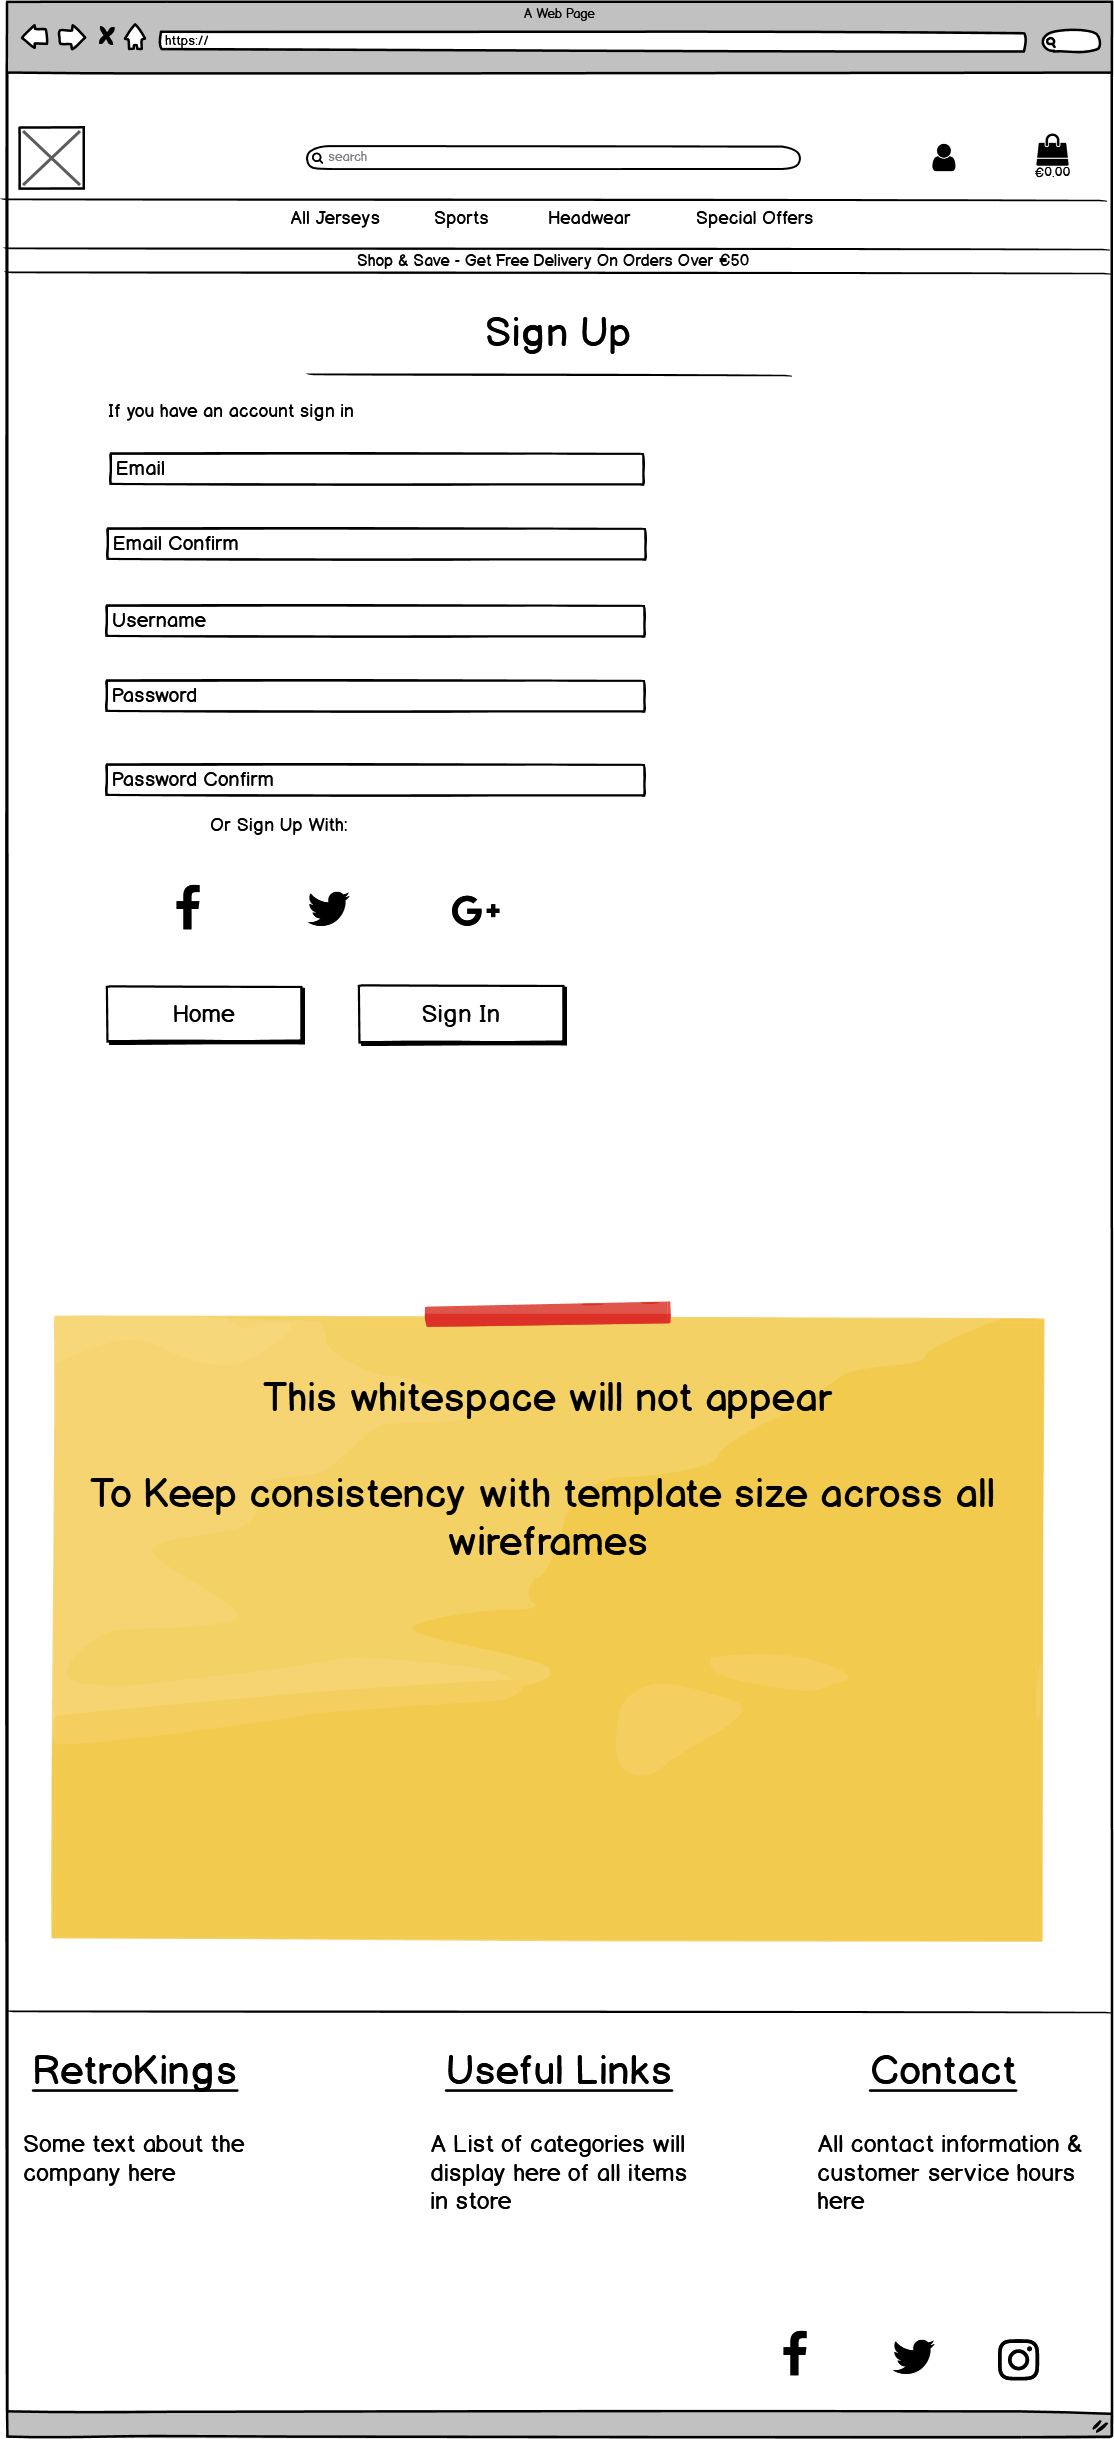 A Web Page
https://
search
€0.00
All Jerseys Sports Headwear Special Offers
Shop & Save - Get Free Delivery On Orders Over €50
Sign Up
If you have an account sign in
Email
Email Confirm
Username
Password
Password Confirm
Or Sign Up With:
Home Sign In
This whitespace will not appear
To Keep consistency with template size across all
wireframes
RetroKings
Some text about the
company here
Useful Links
A List of categories will
display here of all items
in store
Contact
All contact information &
customer service hours
here